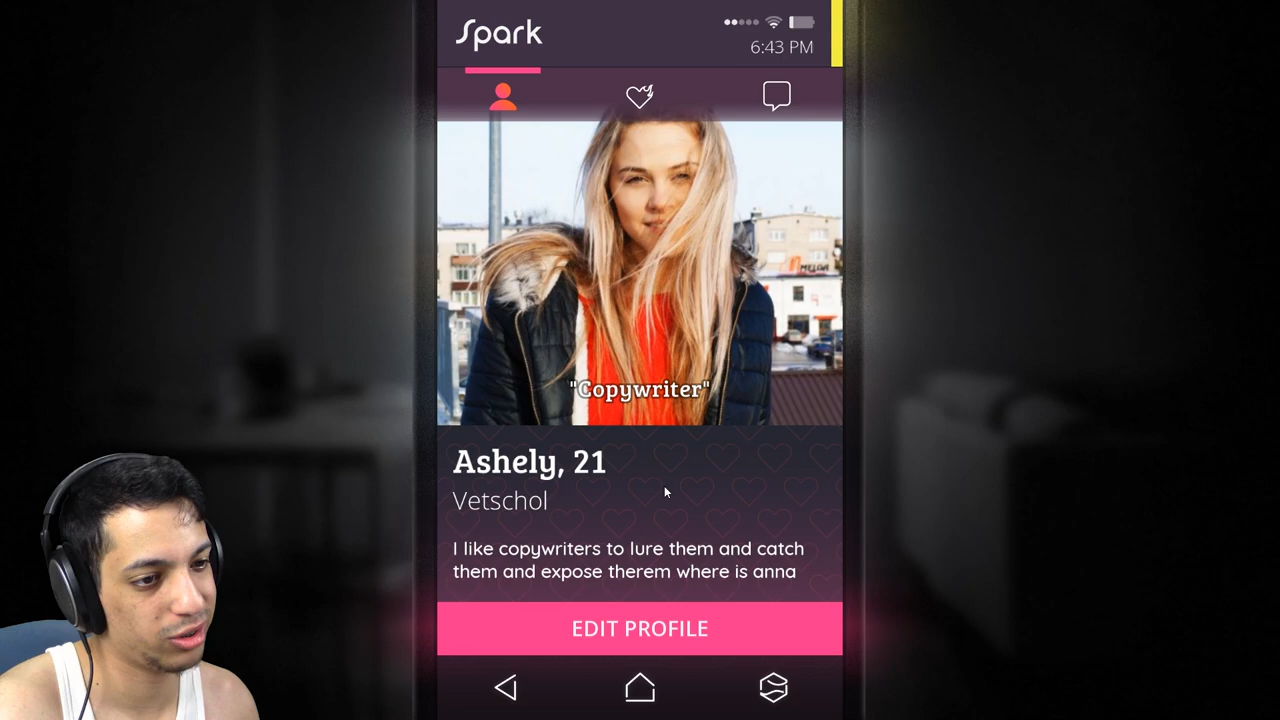 Spark
6:43 PM
MELON
"Copywriter"
Ashely, 21
Vetschol
I like copywriters to lure them and catch
them and expose therem where is anna
EDIT PROFILE